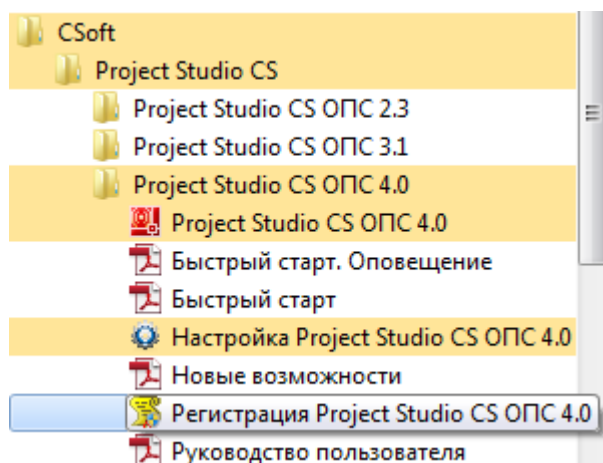 CSoft
Project Studio CS
Project Studio CS ОПС 2.3
Project Studio CS ОПС 3.1
Project Studio CS ОПС 4.0
Project Studio CS ОПС 4.0
Быстрый старт. Оповещение
Быстрый старт
Настройка Project Studio CS ОПС 4.0
Новые возможности
Регистрация Project Studio CS ОПС 4.0
Руководство пользователя